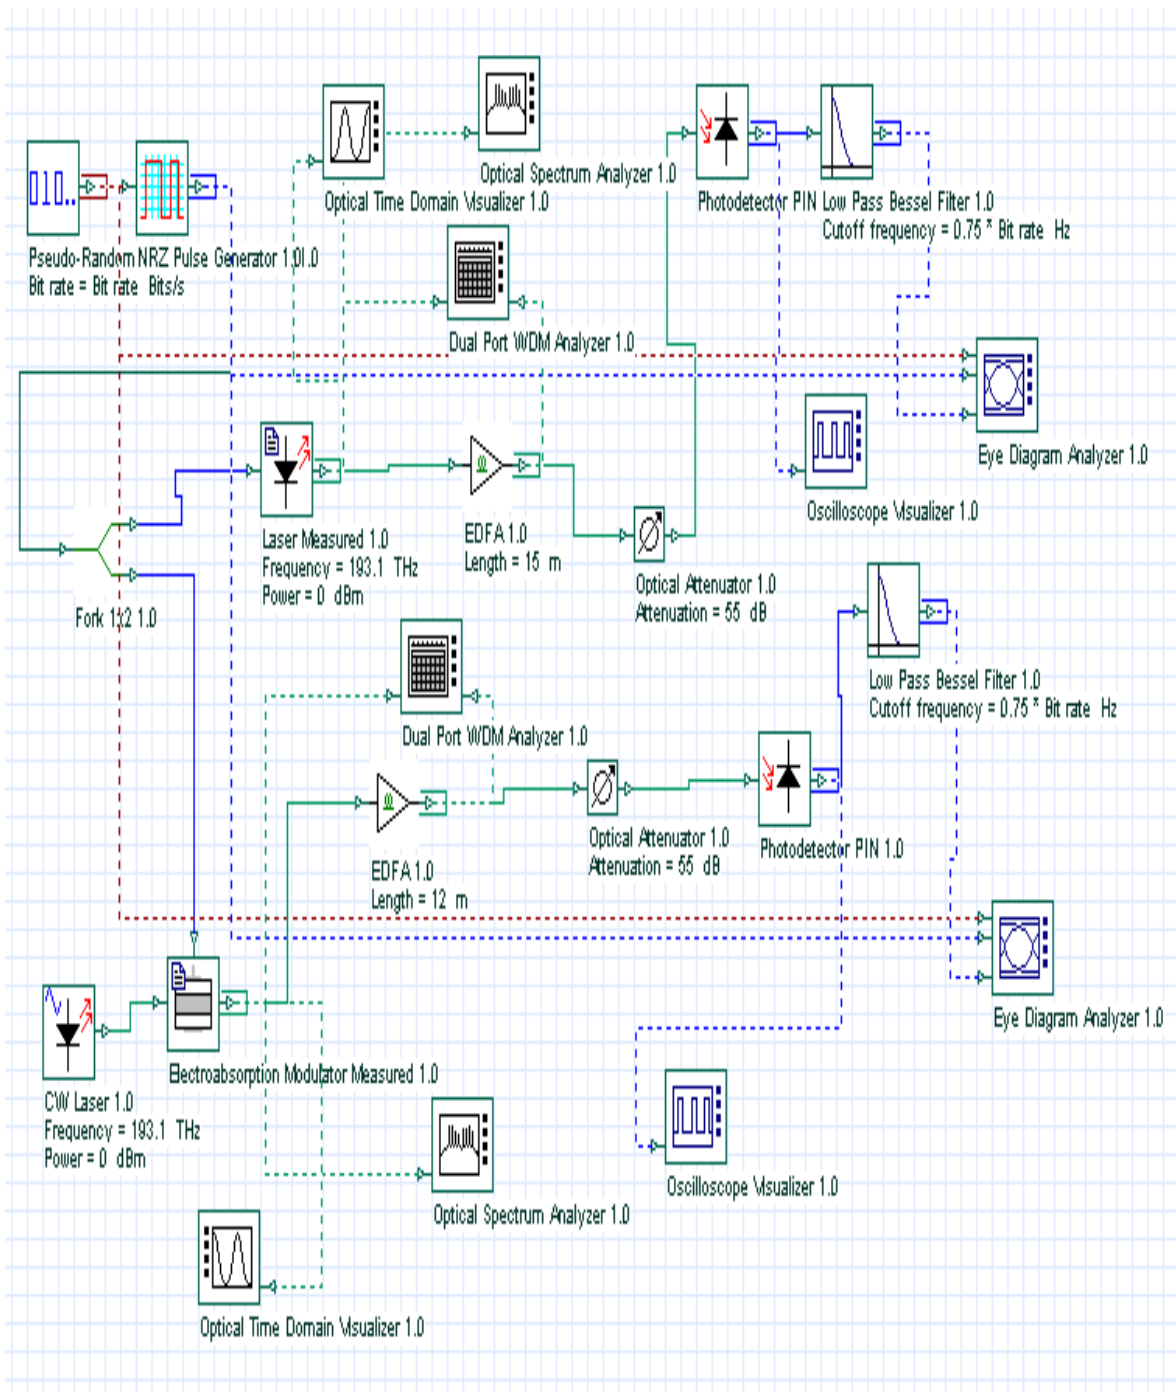 Optical Spectrum Analyzer 1.0
Optical Time Domain Visualizer 1.0
Photodetector PIN
Low Pass Bessel Filter 1.0
Cutoff frequency = 0.75 * Bit rate Hz
010..
Pseudo-Random
NRZ Pulse Generator 1.0
1.0
Bit rate = Bit rate Bits/s
Dual Port WDM Analyzer 1.0
Eye Diagram Analyzer 1.0
Oscilloscope Visualizer 1.0
Laser Measured 1.0
Frequency = 193.1 THz
Power = 0 dBm
EDFA 1.0
Length = 15 m
Optical Attenuator 1.0
Attenuation = 55 dB
Fork 1x2 1.0
Low Pass Bessel Filter 1.0
Cutoff frequency = 0.75 * Bit rate Hz
Dual Port WDM Analyzer 1.0
Optical Attenuator 1.0
Attenuation = 55 dB
Photodetector PIN 1.0
EDFA 1.0
Length = 12 m
Eye Diagram Analyzer 1.0
Electroabsorption Modulator Measured 1.0
CW Laser 1.0
Frequency = 193.1 THz
Power = 0 dBm
Oscilloscope Visualizer 1.0
Optical Spectrum Analyzer 1.0
Optical Time Domain Visualizer 1.0